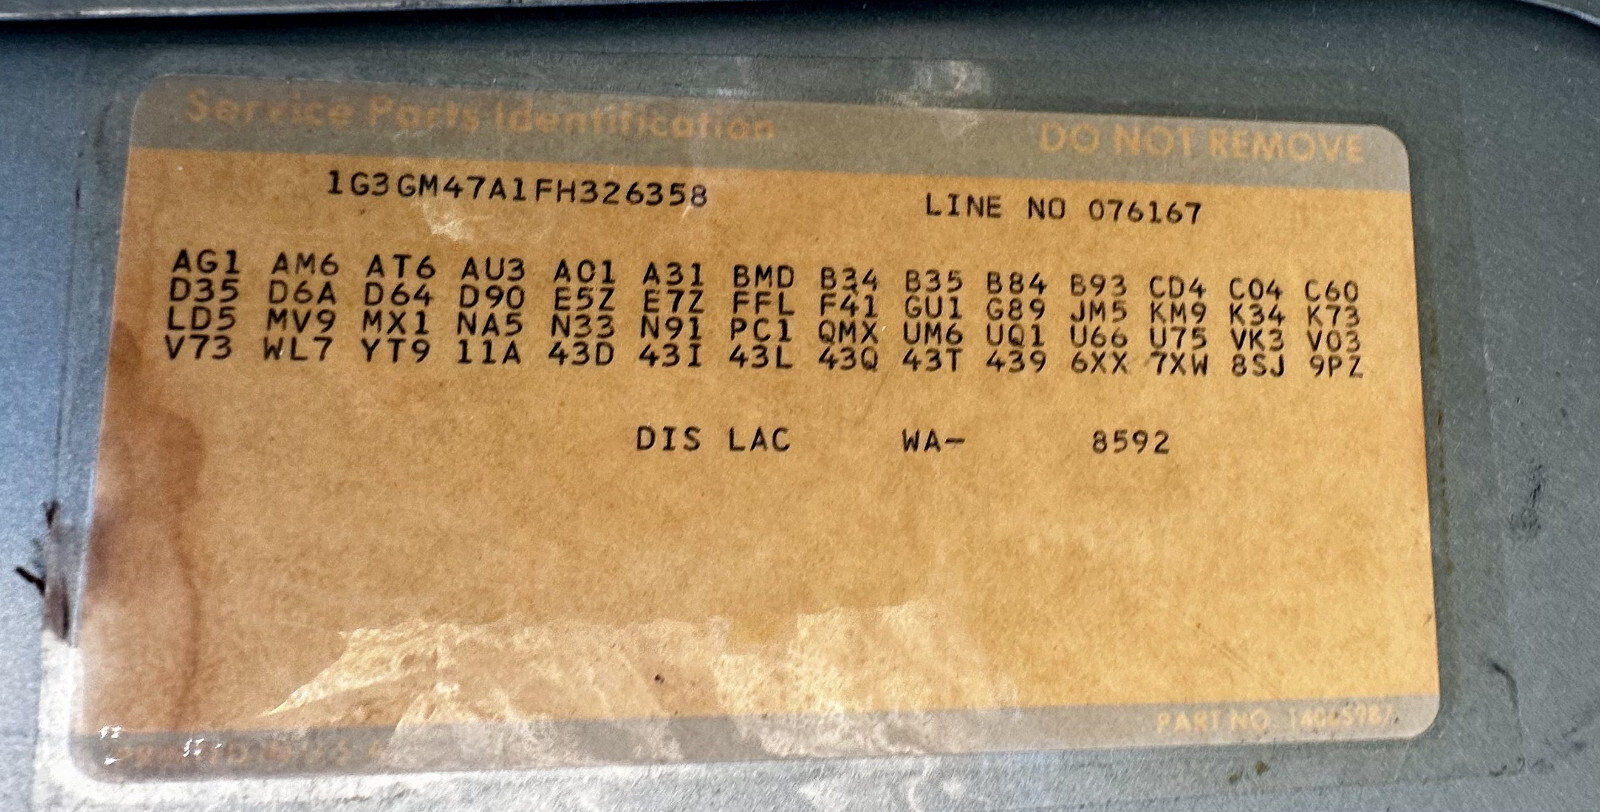 Service Parts Identification DO NOT REMOVE
1G3GM47A1FH326358 LINE NO 076167
AG1 AM6 AT6 AU3 AO1 A31 BMD B34 B35 B84 B93 CD4 CO4 C60
D35 D6A D64 D90 E5Z E7Z FFL F41 GU1 G89 JM5 KM9 K34 K73
LD5 MV9 MX1 NA5 N33 N91 PC1 QMX UM6 UQ1 U66 U75 VK3 VO3
V73 WL7 YT9 11A 43D 43I 43L 43Q 43T 439 6XX 7XW 8SJ 9PZ
DIS LAC WA- 8592
PART NO.